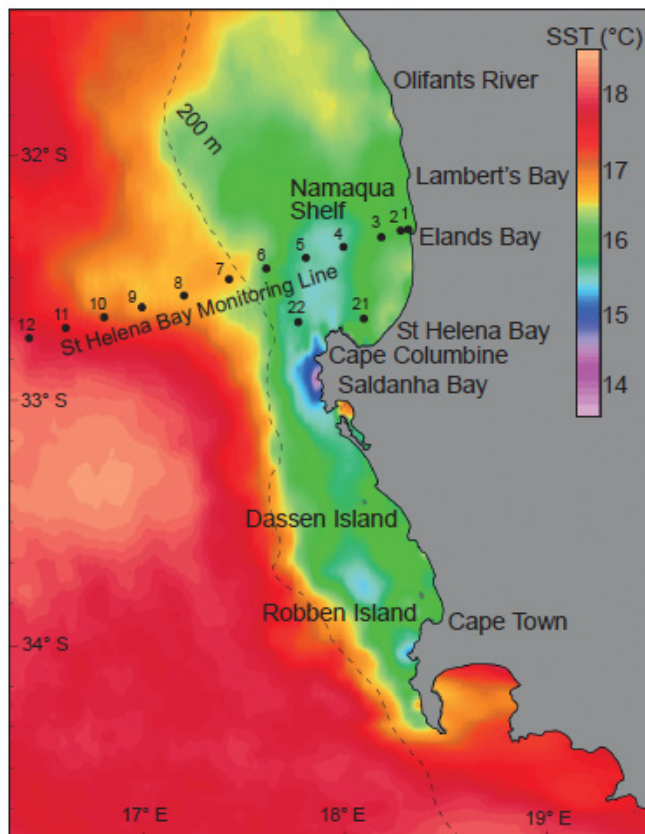 SST (°C)
18
17
16
15
14
Olifants River
32° S
200 m
Lambert's Bay
Namaqua
Shelf
1
2
3
4
5
6
7
8
9
10
11
12
Elands Bay
St Helena Bay Monitoring Line
22
21
St Helena Bay
Cape Columbine
Saldanha Bay
33° S
Dassen Island
Robben Island
Cape Town
34° S
17° E
18° E
19° E